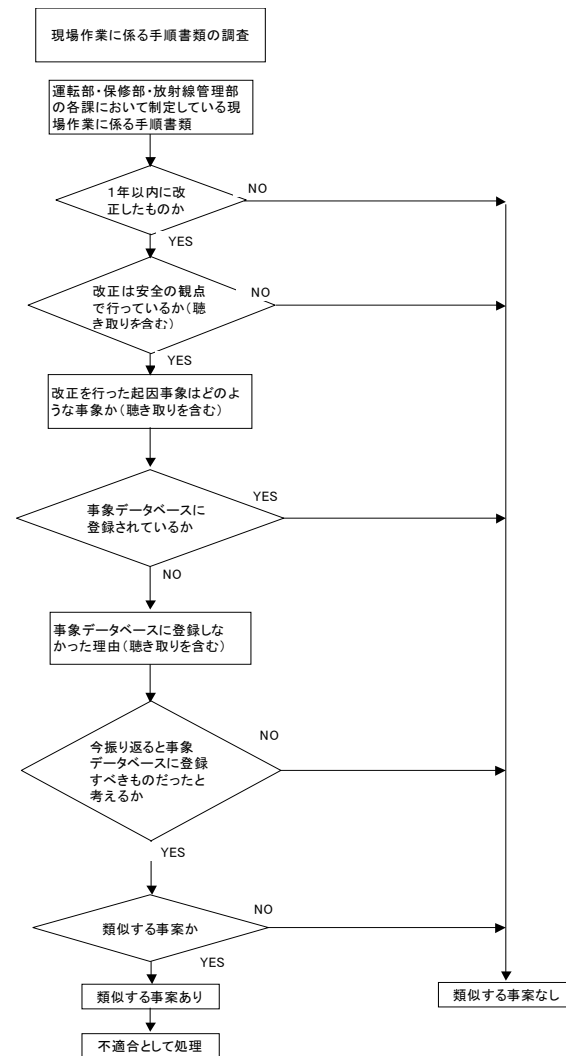 現場作業に係る手順書類の調査
運転部・保修部・放射線管理部
の各課において制定している現
場作業に係る手順書類
1年以内に改
正したものか
NO
YES
改正は安全の観点
で行っているか(聴
き取りを含む)
NO
YES
改正を行った起因事象はどのよ
うな事象か(聴き取りを含む)
事象データベースに
登録されているか
YES
NO
事象データベースに登録しな
かった理由(聴き取りを含む)
今振り返ると事象
データベースに登録
すべきものだったと
考えるか
NO
YES
類似する事案か
NO
YES
類似する事案あり
類似する事案なし
不適合として処理